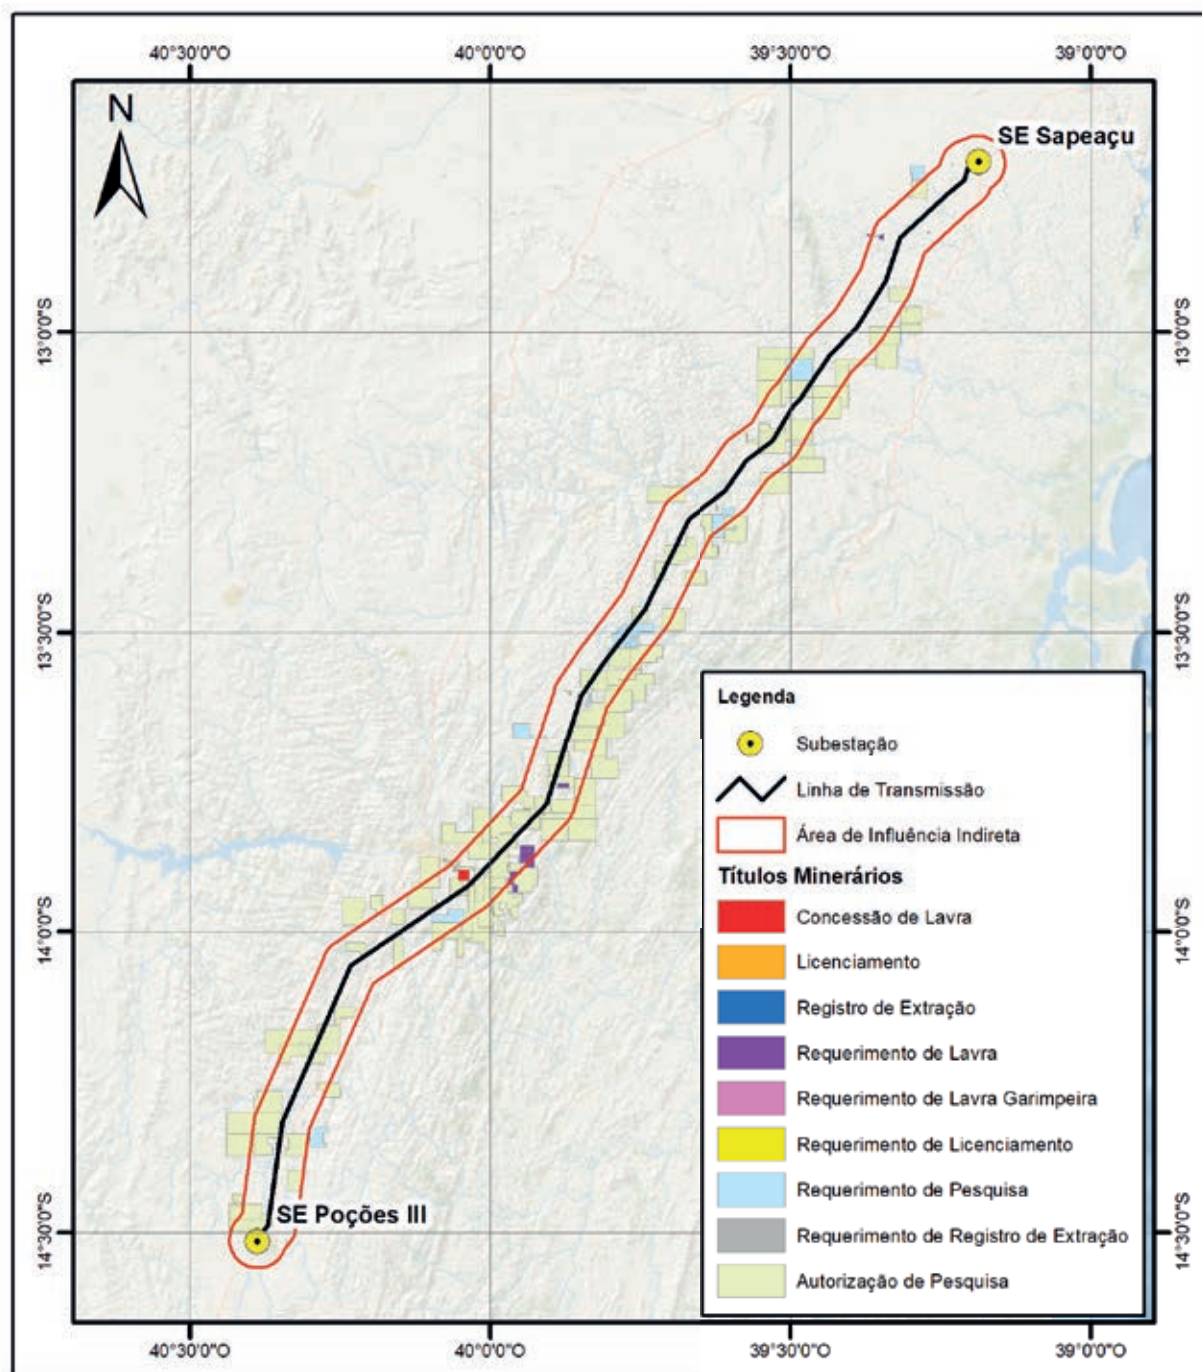 40°30'0"O 40°0'0"O 39°30'0"O 39°0'0"O
N
SE Sapeaçu
13°0'0"S 13°0'0"S
13°30'0"S 13°30'0"S
Legenda
Subestação
Linha de Transmissão
Área de Influência Indireta
Títulos Minerários
Concessão de Lavra
14°0'0"S 14°0'0"S
Licenciamento
Registro de Extração
Requerimento de Lavra
Requerimento de Lavra Garimpeira
Requerimento de Licenciamento
Requerimento de Pesquisa
SE Poções III
14°30'0"S 14°30'0"S
Requerimento de Registro de Extração
Autorização de Pesquisa
40°30'0"O 40°0'0"O 39°30'0"O 39°0'0"O